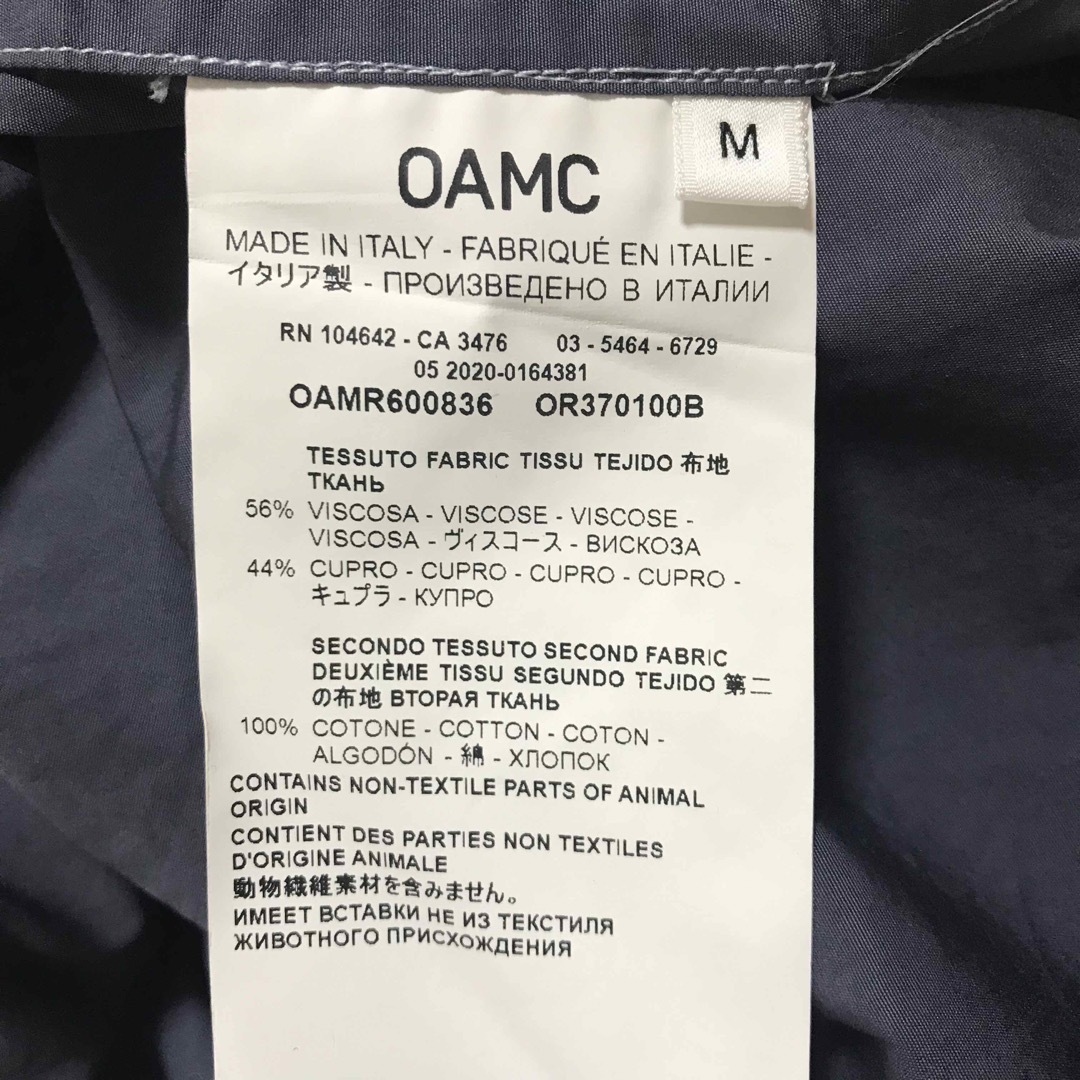 M
OAMC
MADE IN ITALY - FABRIQUÉ EN ITALIE -
イタリア製 - ПРОИЗВЕДЕНО В ИТАЛИИ
RN 104642 - CA 3476 03 - 5464 - 6729
05 2020-0164381
OAMR600836 OR370100B
TESSUTO FABRIC TISSU TEJIDO 布地
ТКАНЬ
56% VISCOSA - VISCOSE - VISCOSE -
VISCOSA - ヴィスコース - ВИСКОЗА
44% CUPRO - CUPRO - CUPRO - CUPRO -
キュプラ - КУПРО
SECONDO TESSUTO SECOND FABRIC
DEUXIÈME TISSU SEGUNDO TEJIDO 第二
の布地 ВТОРАЯ ТКАНЬ
100% COTONE - COTTON - COTON -
ALGODÓN - 綿 - ХЛОПОК
CONTAINS NON-TEXTILE PARTS OF ANIMAL
ORIGIN
CONTIENT DES PARTIES NON TEXTILES
D'ORIGINE ANIMALE
動物繊維素材を含みません。
ИМЕЕТ ВСТАВКИ НЕ ИЗ ТЕКСТИЛЯ
ЖИВОТНОГО ПРИСХОЖДЕНИЯ